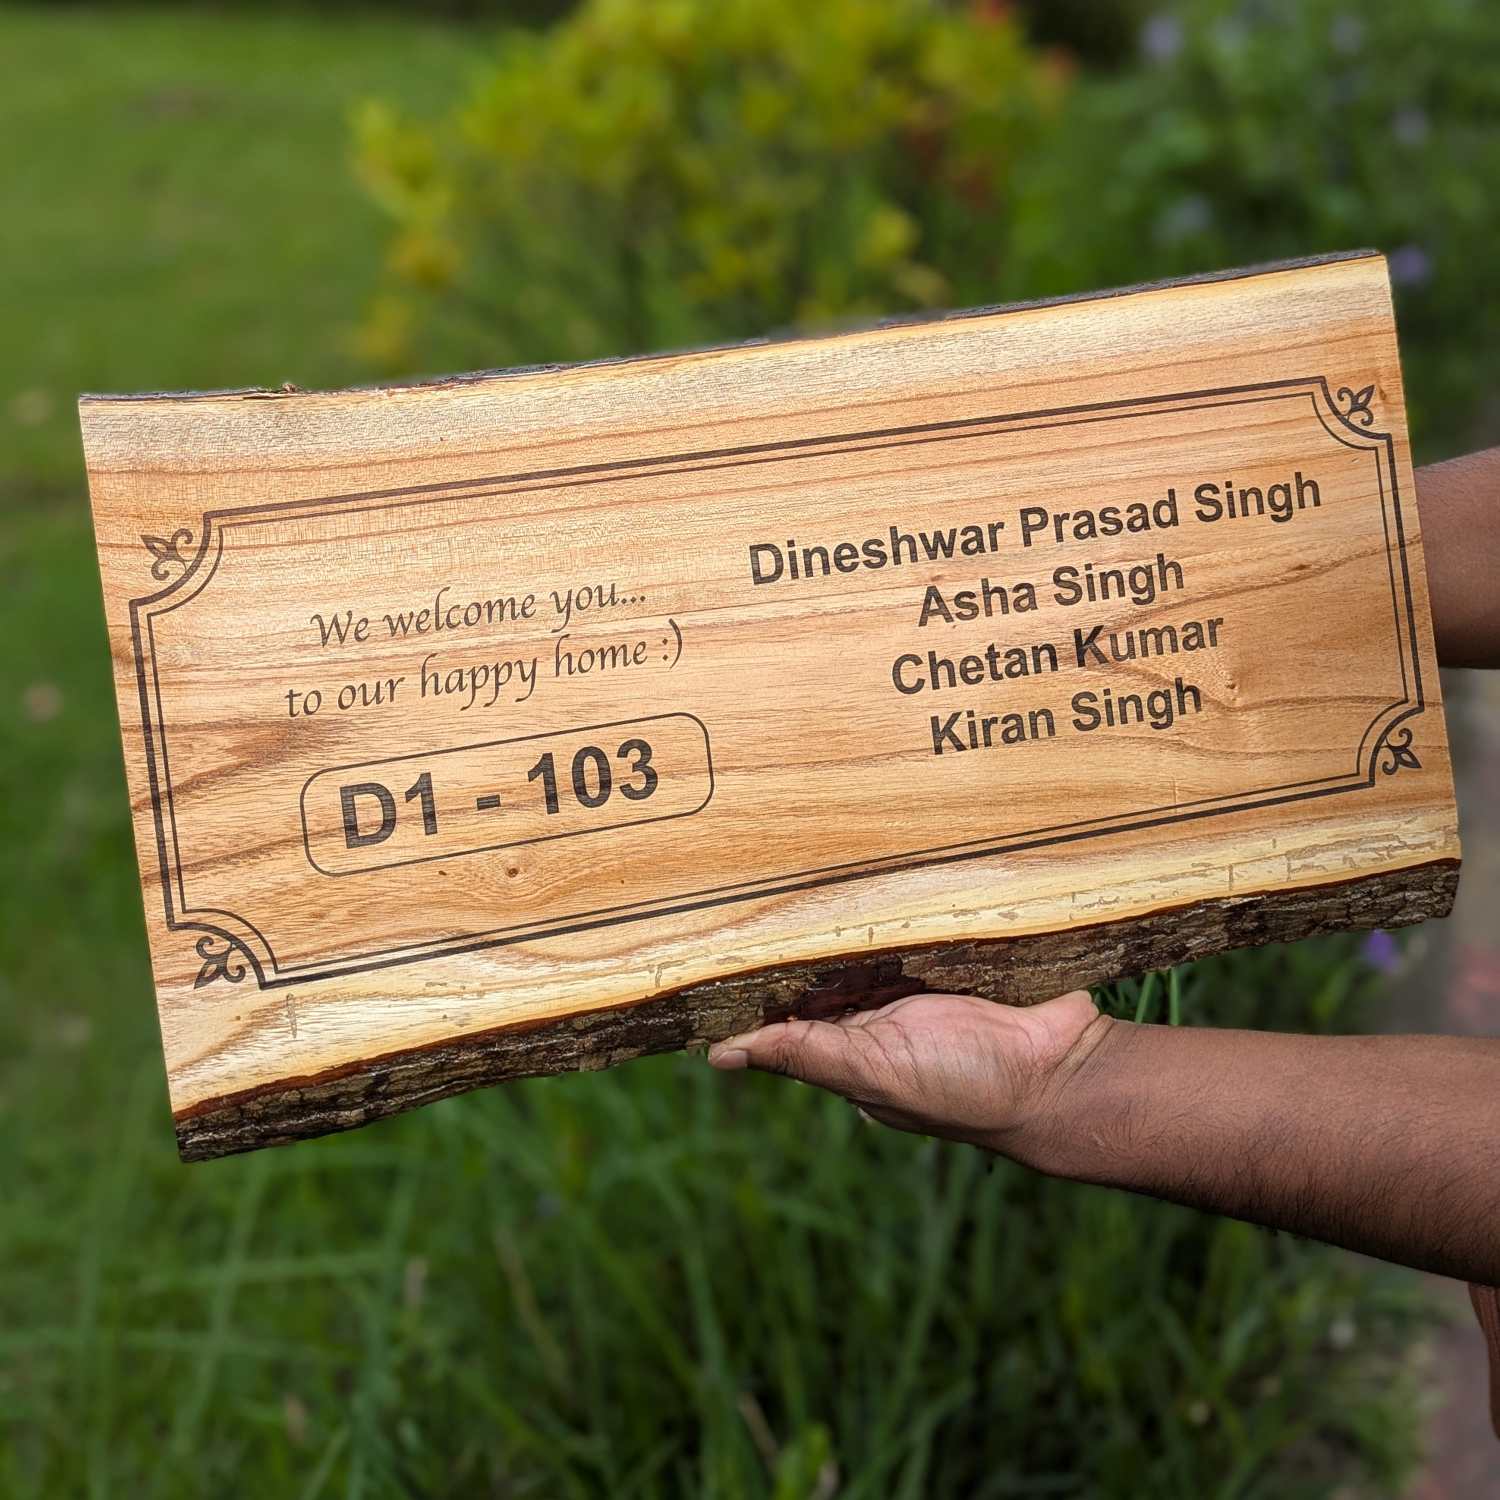 We welcome you...
to our happy home :)
D1 - 103
Dineshwar Prasad Singh
Asha Singh
Chetan Kumar
Kiran Singh